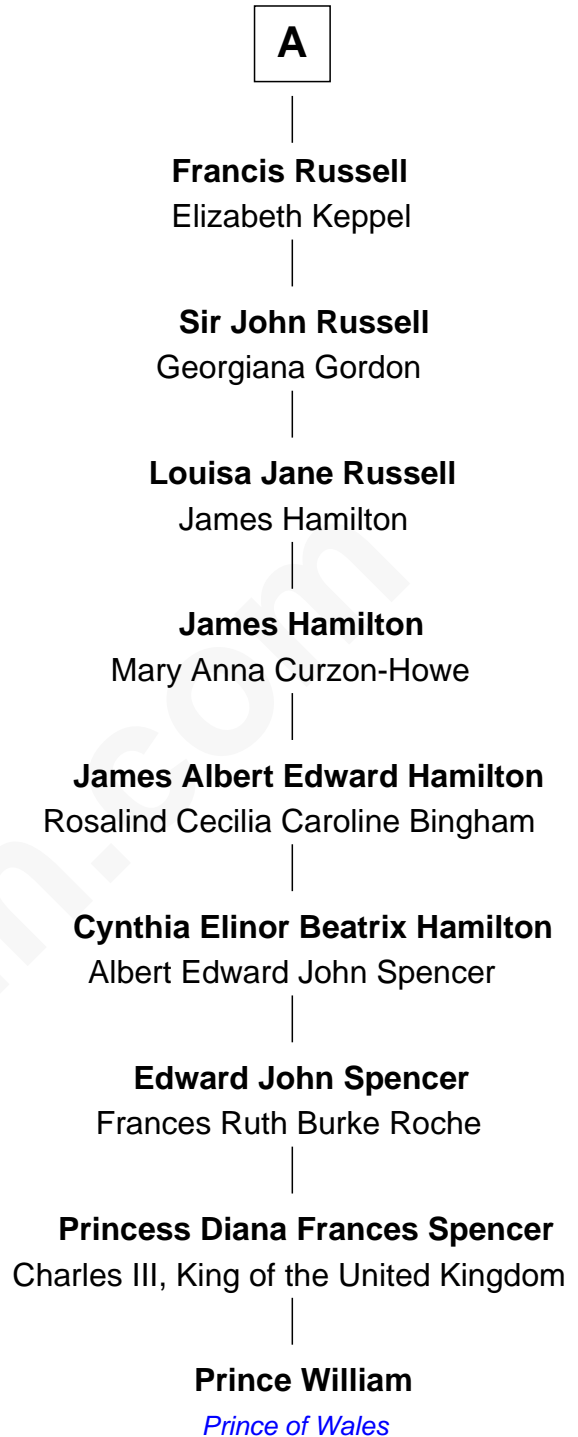 A
Francis Russell
Elizabeth Keppel
Sir John Russell
Georgiana Gordon
Louisa Jane Russell
James Hamilton
James Hamilton
Mary Anna Curzon-Howe
James Albert Edward Hamilton
Rosalind Cecilia Caroline Bingham
Cynthia Elinor Beatrix Hamilton
Albert Edward John Spencer
Edward John Spencer
Frances Ruth Burke Roche
Princess Diana Frances Spencer
Charles III, King of the United Kingdom
Prince William
Prince of Wales